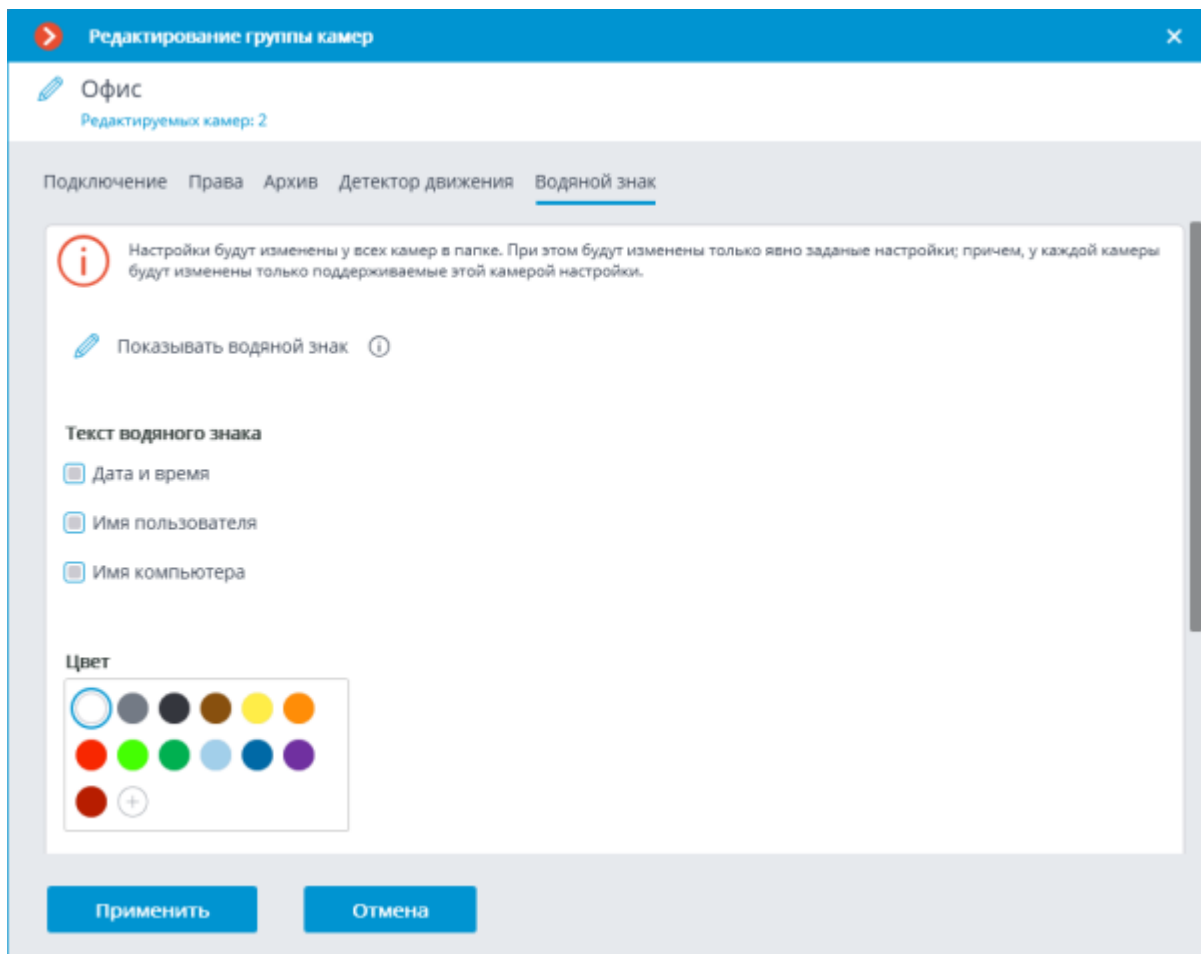 Редактирование группы камер
Офис
Редактируемых камер: 2
Подключение Права Архив Детектор движения Водяной знак
Настройки будут изменены у всех камер в папке. При этом будут изменены только явно заданые настройки; причем, у каждой камеры
будут изменены только поддерживаемые этой камерой настройки.
Показывать водяной знак
Текст водяного знака
Дата и время
Имя пользователя
Имя компьютера
Цвет
Применить Отмена